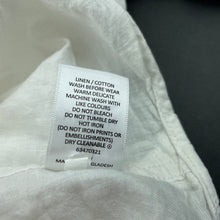 LINEN / COTTON
WASH BEFORE WEAR
WARM DELICATE
MACHINE WASH WITH
LIKE COLOURS
DO NOT BLEACH
DO NOT TUMBLE DRY
HOT IRON
(DO NOT IRON PRINTS OR
EMBELLISHMENTS)
DRY CLEANABLE
63470321